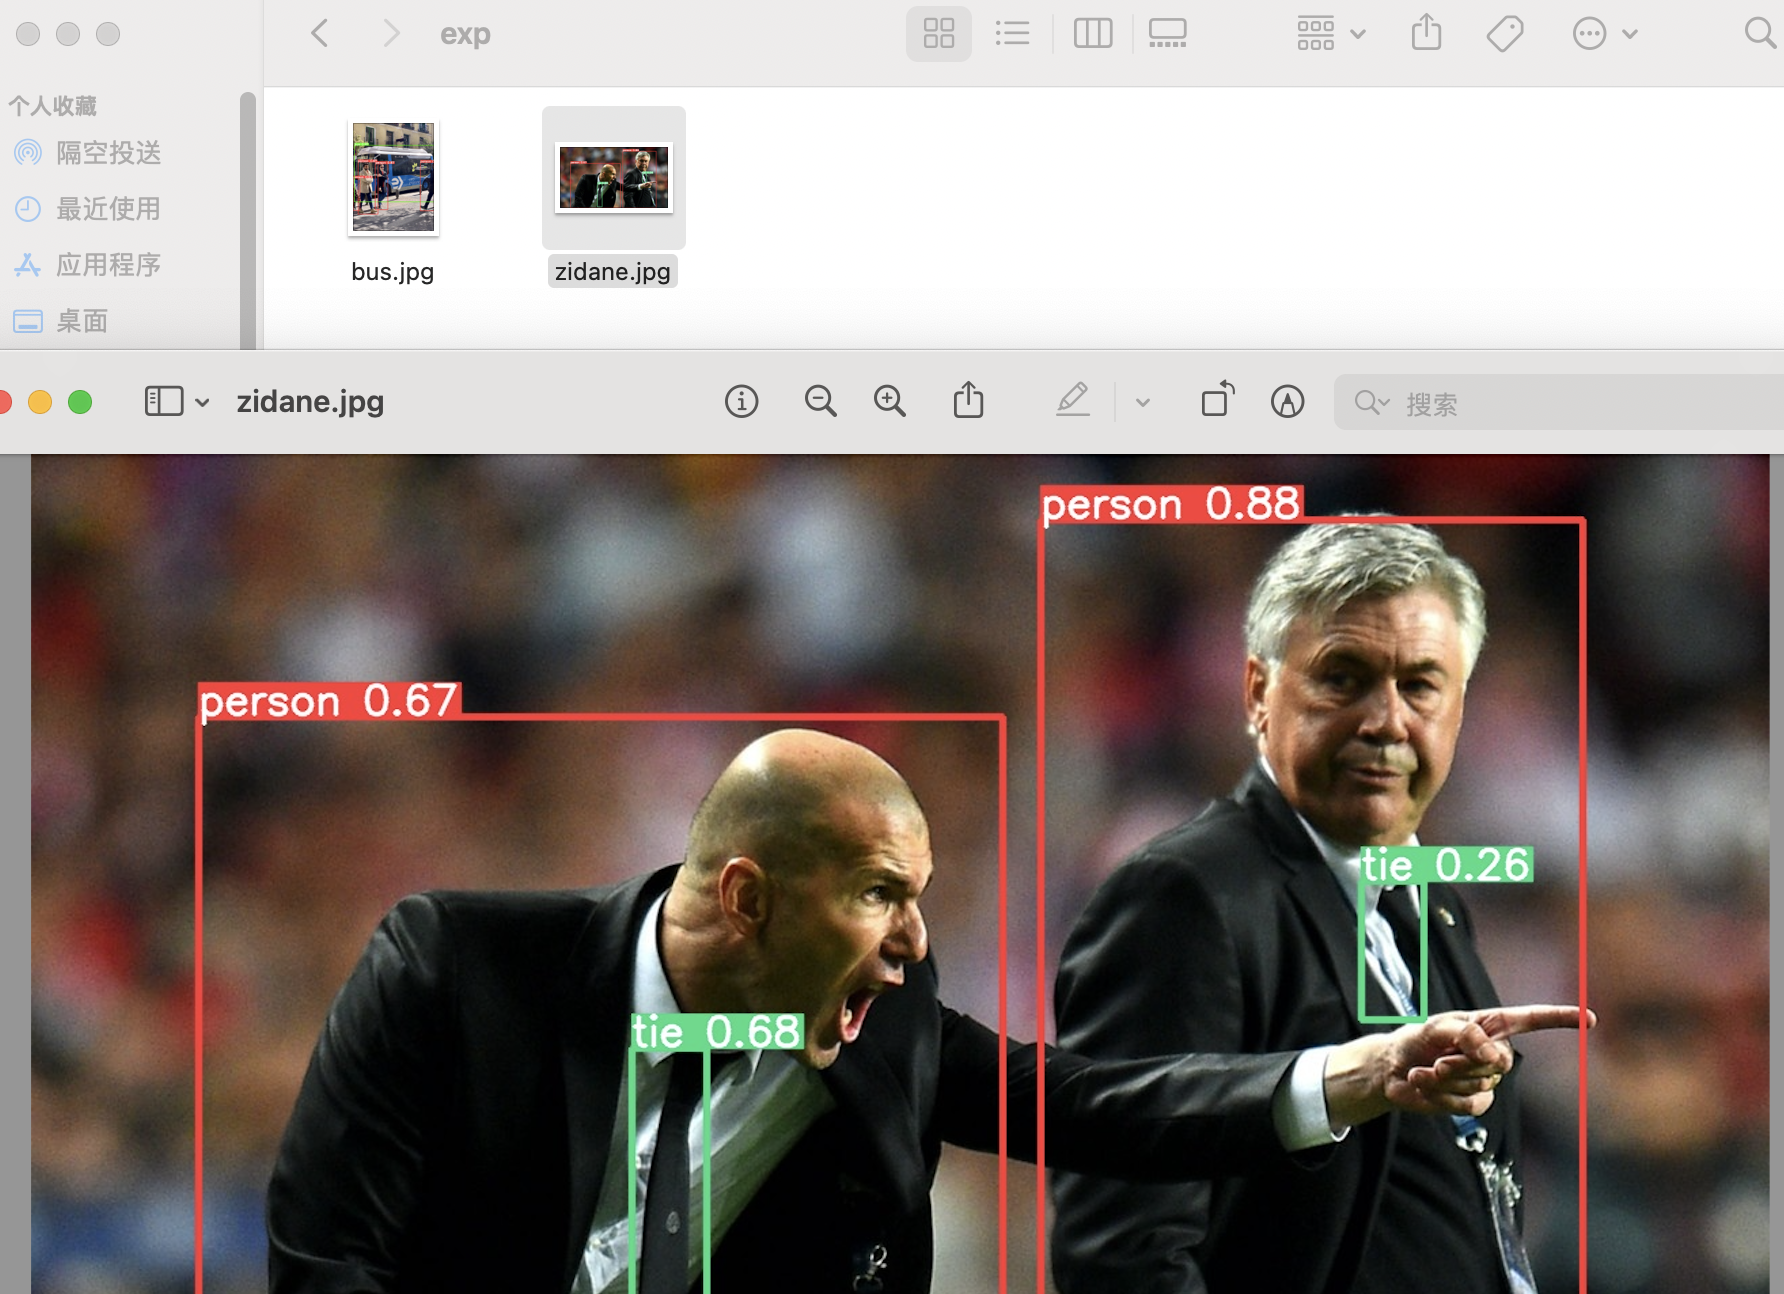 exp
个人收藏
隔空投送
最近使用
应用程序
桌面
bus.jpg
zidane.jpg
zidane.jpg
搜索
person 0.88
person 0.67
tie 0.26
tie 0.68